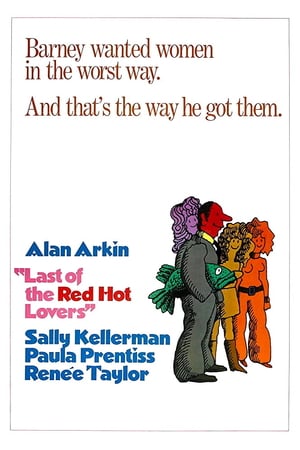 Barney wanted women
in the worst way.
And that's the way he got them.
Alan Arkin
"Last of
the Red Hot
Lovers"
Sally Kellerman
Paula Prentiss
Renée Taylor